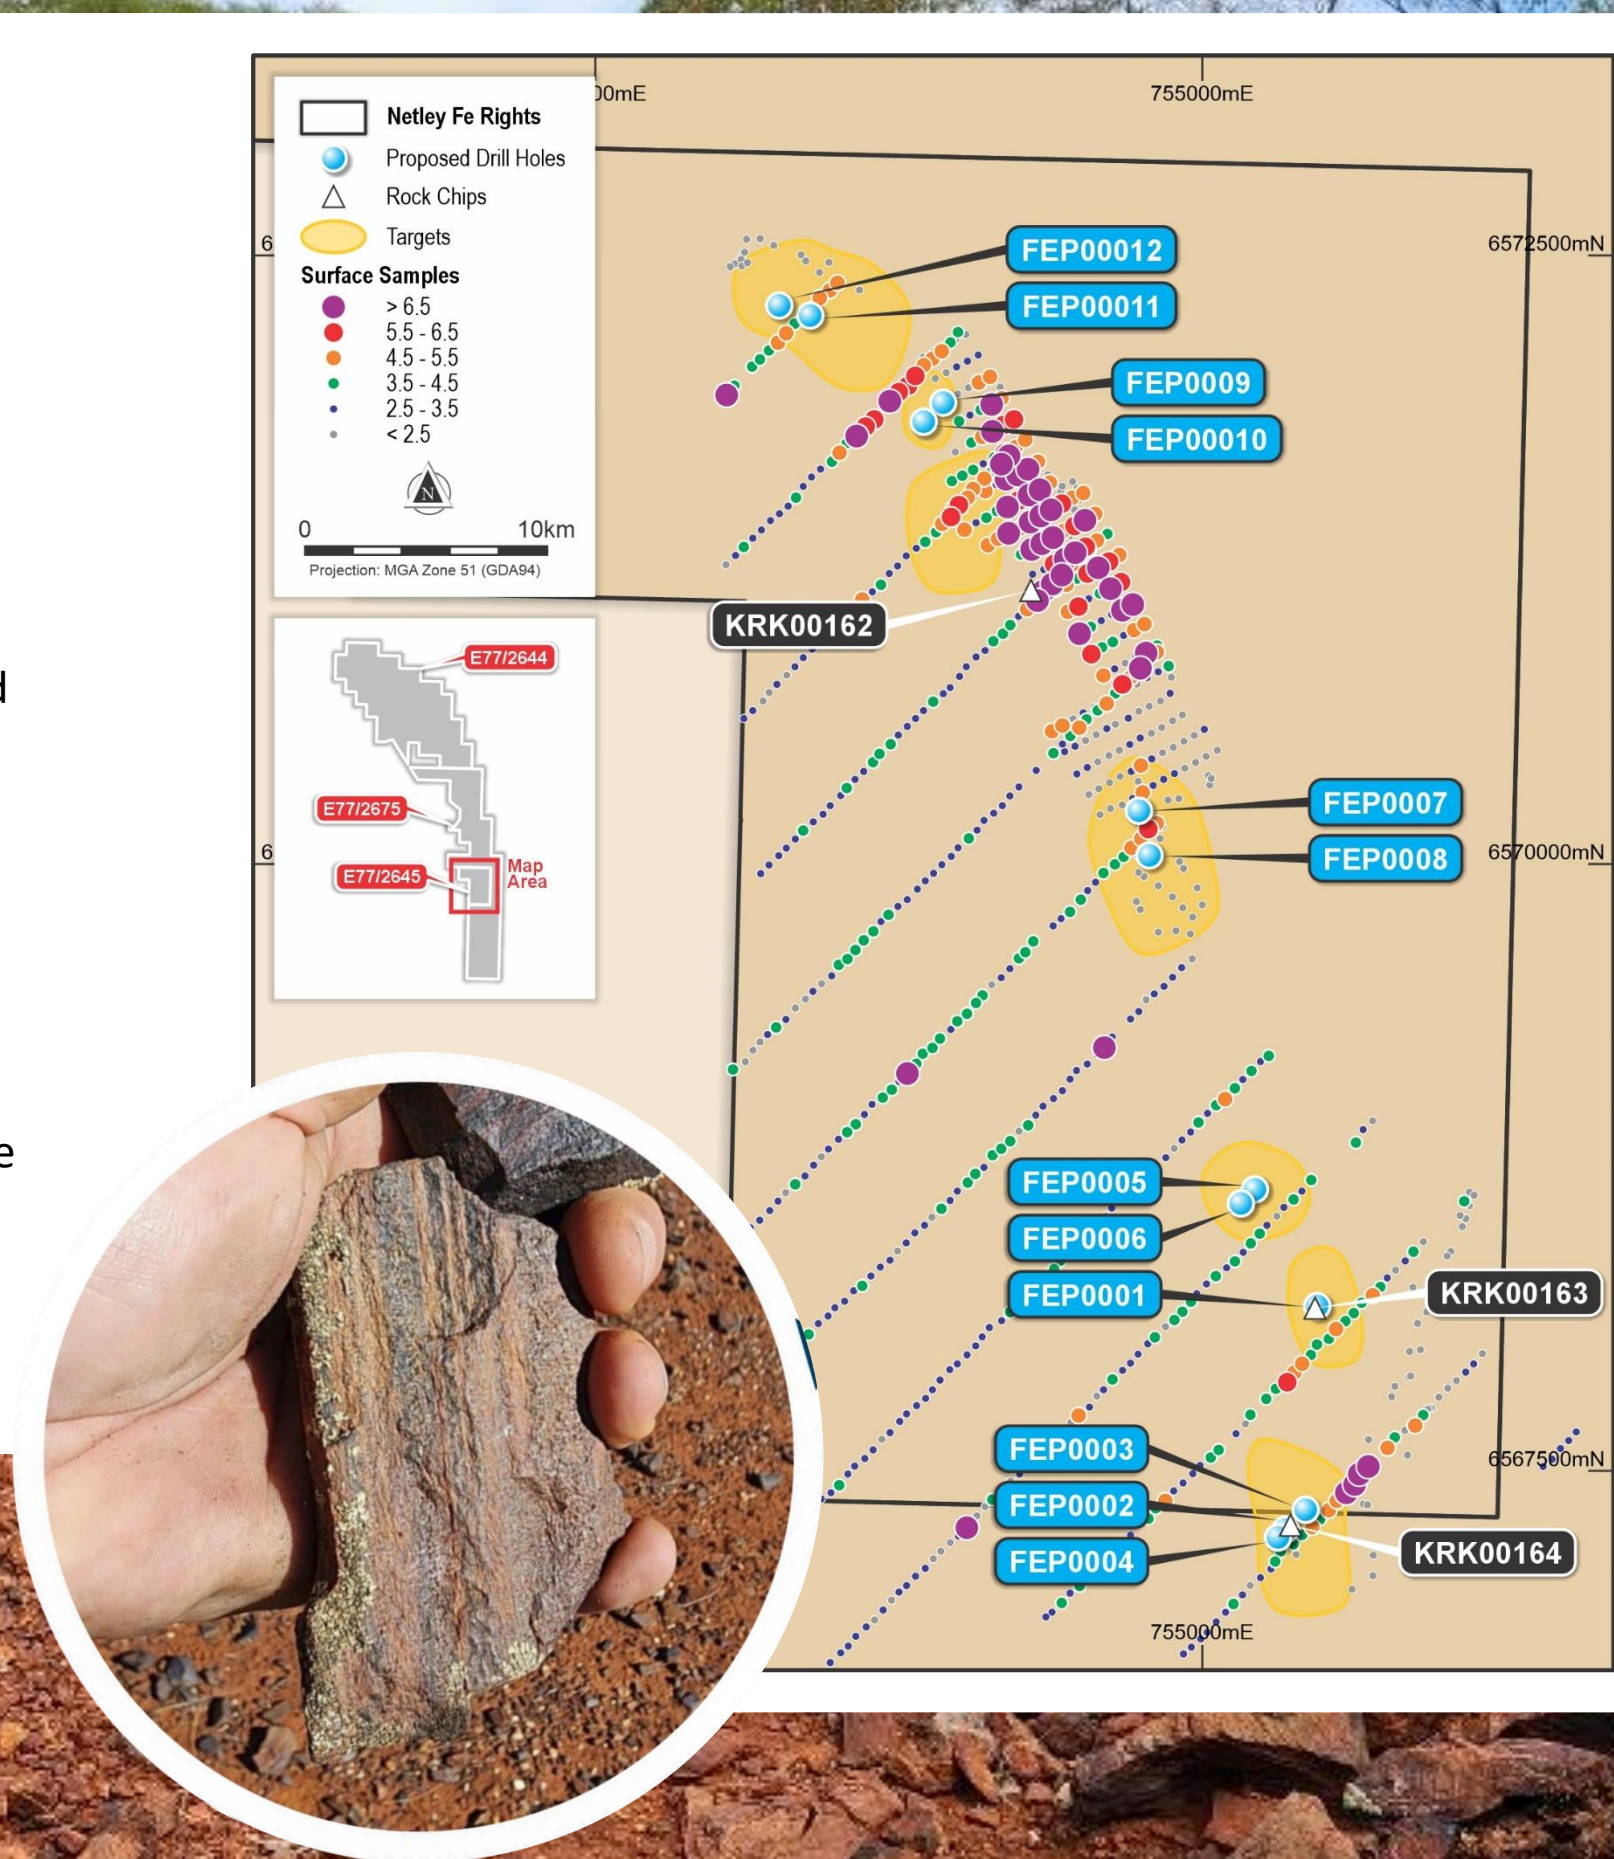 00mE
755000mE
Netley Fe Rights
Proposed Drill Holes
Rock Chips
Targets
Surface Samples
> 6.5
5.5 - 6.5
4.5 - 5.5
3.5 - 4.5
2.5 - 3.5
< 2.5
N
0 10km
Projection: MGA Zone 51 (GDA94)
6
6572500mN
FEP00012
FEP00011
FEP0009
FEP00010
KRK00162
E77/2644
E77/2675
E77/2645
Map
Area
d
6
FEP0007
FEP0008
6570000mN
e
FEP0005
FEP0006
FEP0001
KRK00163
FEP0003
FEP0002
FEP0004
6567500mN
KRK00164
755000mE